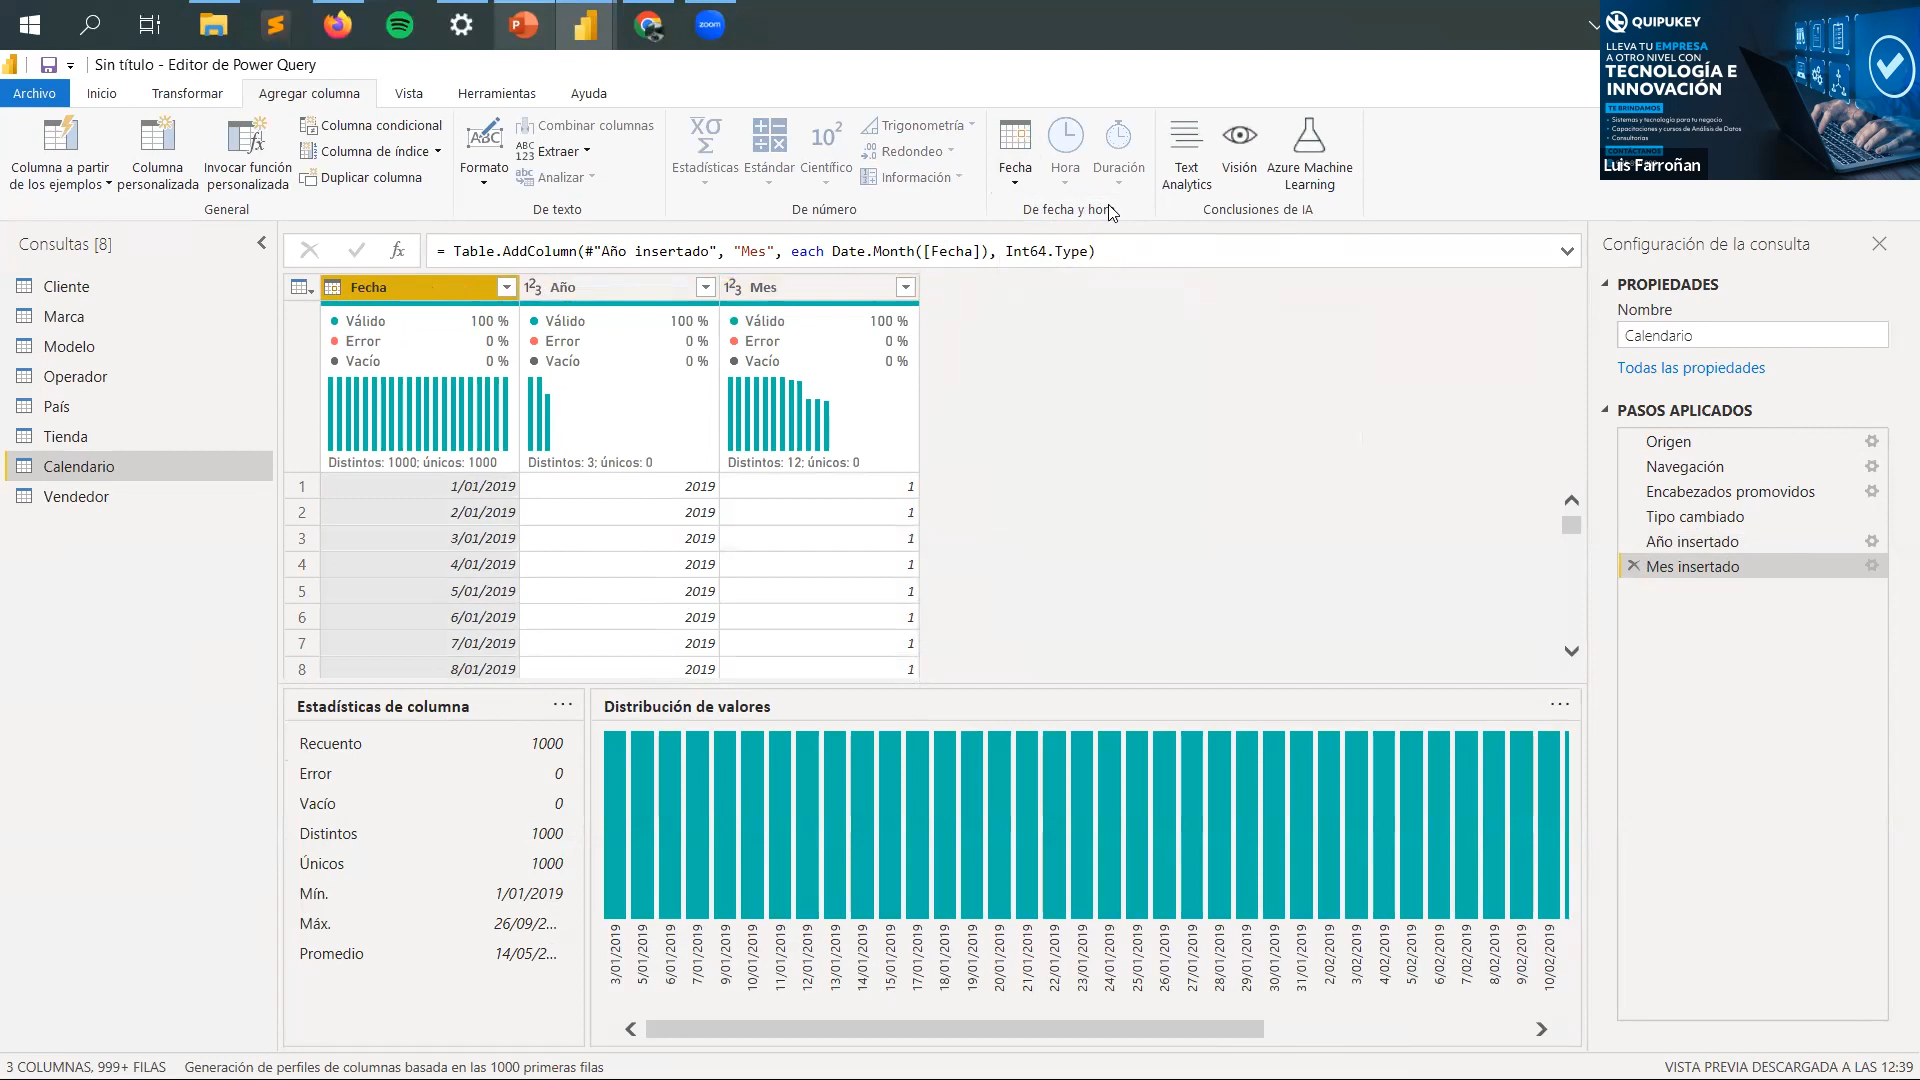 zoom
QUIPUKEY
LLEVA TU EMPRESA
A OTRO NIVEL CON
TECNOLOGÍA E
INNOVACIÓN
TE BRINDAMOS
Sistemas y tecnología para tu negocio
Capacitaciones y cursos de Análisis de Datos
Consultorías
Luis Farroñan
Sin título - Editor de Power Query
Archivo
Inicio
Transformar
Agregar columna
Vista
Herramientas
Ayuda
Columna a partir
de los ejemplos
Columna
personalizada
Invocar función
personalizada
Columna condicional
Columna de índice
Duplicar columna
General
Formato
Combinar columnas
Extraer
Analizar
De texto
Estadísticas
Estándar
Científico
Trigonometría
Redondeo
Información
De número
Fecha
Hora
Duración
De fecha y hor
Text
Analytics
Visión
Azure Machine
Learning
Conclusiones de IA
Consultas [8]
Cliente
Marca
Modelo
Operador
País
Tienda
Calendario
Vendedor
fx
= Table.AddColumn(#"Año insertado", "Mes", each Date.Month([Fecha]), Int64.Type)
Fecha
Año
Mes
Válido 100 %
Error 0 %
Vacío 0 %
Distintos: 1000; únicos: 1000
Válido 100 %
Error 0 %
Vacío 0 %
Distintos: 3; únicos: 0
Válido 100 %
Error 0 %
Vacío 0 %
Distintos: 12; únicos: 0
1 1/01/2019 2019 1
2 2/01/2019 2019 1
3 3/01/2019 2019 1
4 4/01/2019 2019 1
5 5/01/2019 2019 1
6 6/01/2019 2019 1
7 7/01/2019 2019 1
8 8/01/2019 2019 1
Estadísticas de columna ...
Recuento 1000
Error 0
Vacío 0
Distintos 1000
Únicos 1000
Mín. 1/01/2019
Máx. 26/09/2...
Promedio 14/05/2...
Distribución de valores ...
3/01/2019
5/01/2019
6/01/2019
7/01/2019
9/01/2019
10/01/2019
11/01/2019
12/01/2019
13/01/2019
14/01/2019
15/01/2019
17/01/2019
18/01/2019
19/01/2019
20/01/2019
21/01/2019
22/01/2019
23/01/2019
24/01/2019
25/01/2019
26/01/2019
27/01/2019
28/01/2019
29/01/2019
30/01/2019
31/01/2019
2/02/2019
3/02/2019
4/02/2019
5/02/2019
6/02/2019
7/02/2019
8/02/2019
9/02/2019
10/02/2019
Configuración de la consulta
PROPIEDADES
Nombre
Calendario
Todas las propiedades
PASOS APLICADOS
Origen
Navegación
Encabezados promovidos
Tipo cambiado
Año insertado
Mes insertado
3 COLUMNAS, 999+ FILAS
Generación de perfiles de columnas basada en las 1000 primeras filas
VISTA PREVIA DESCARGADA A LAS 12:39